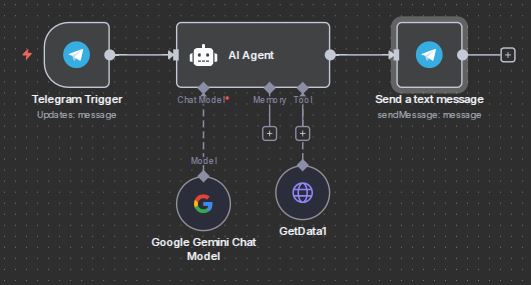 AI Agent
Chat Model*
Memory
Tool
Telegram Trigger
Updates: message
Send a text message
sendMessage: message
Model
Google Gemini Chat
Model
GetData1